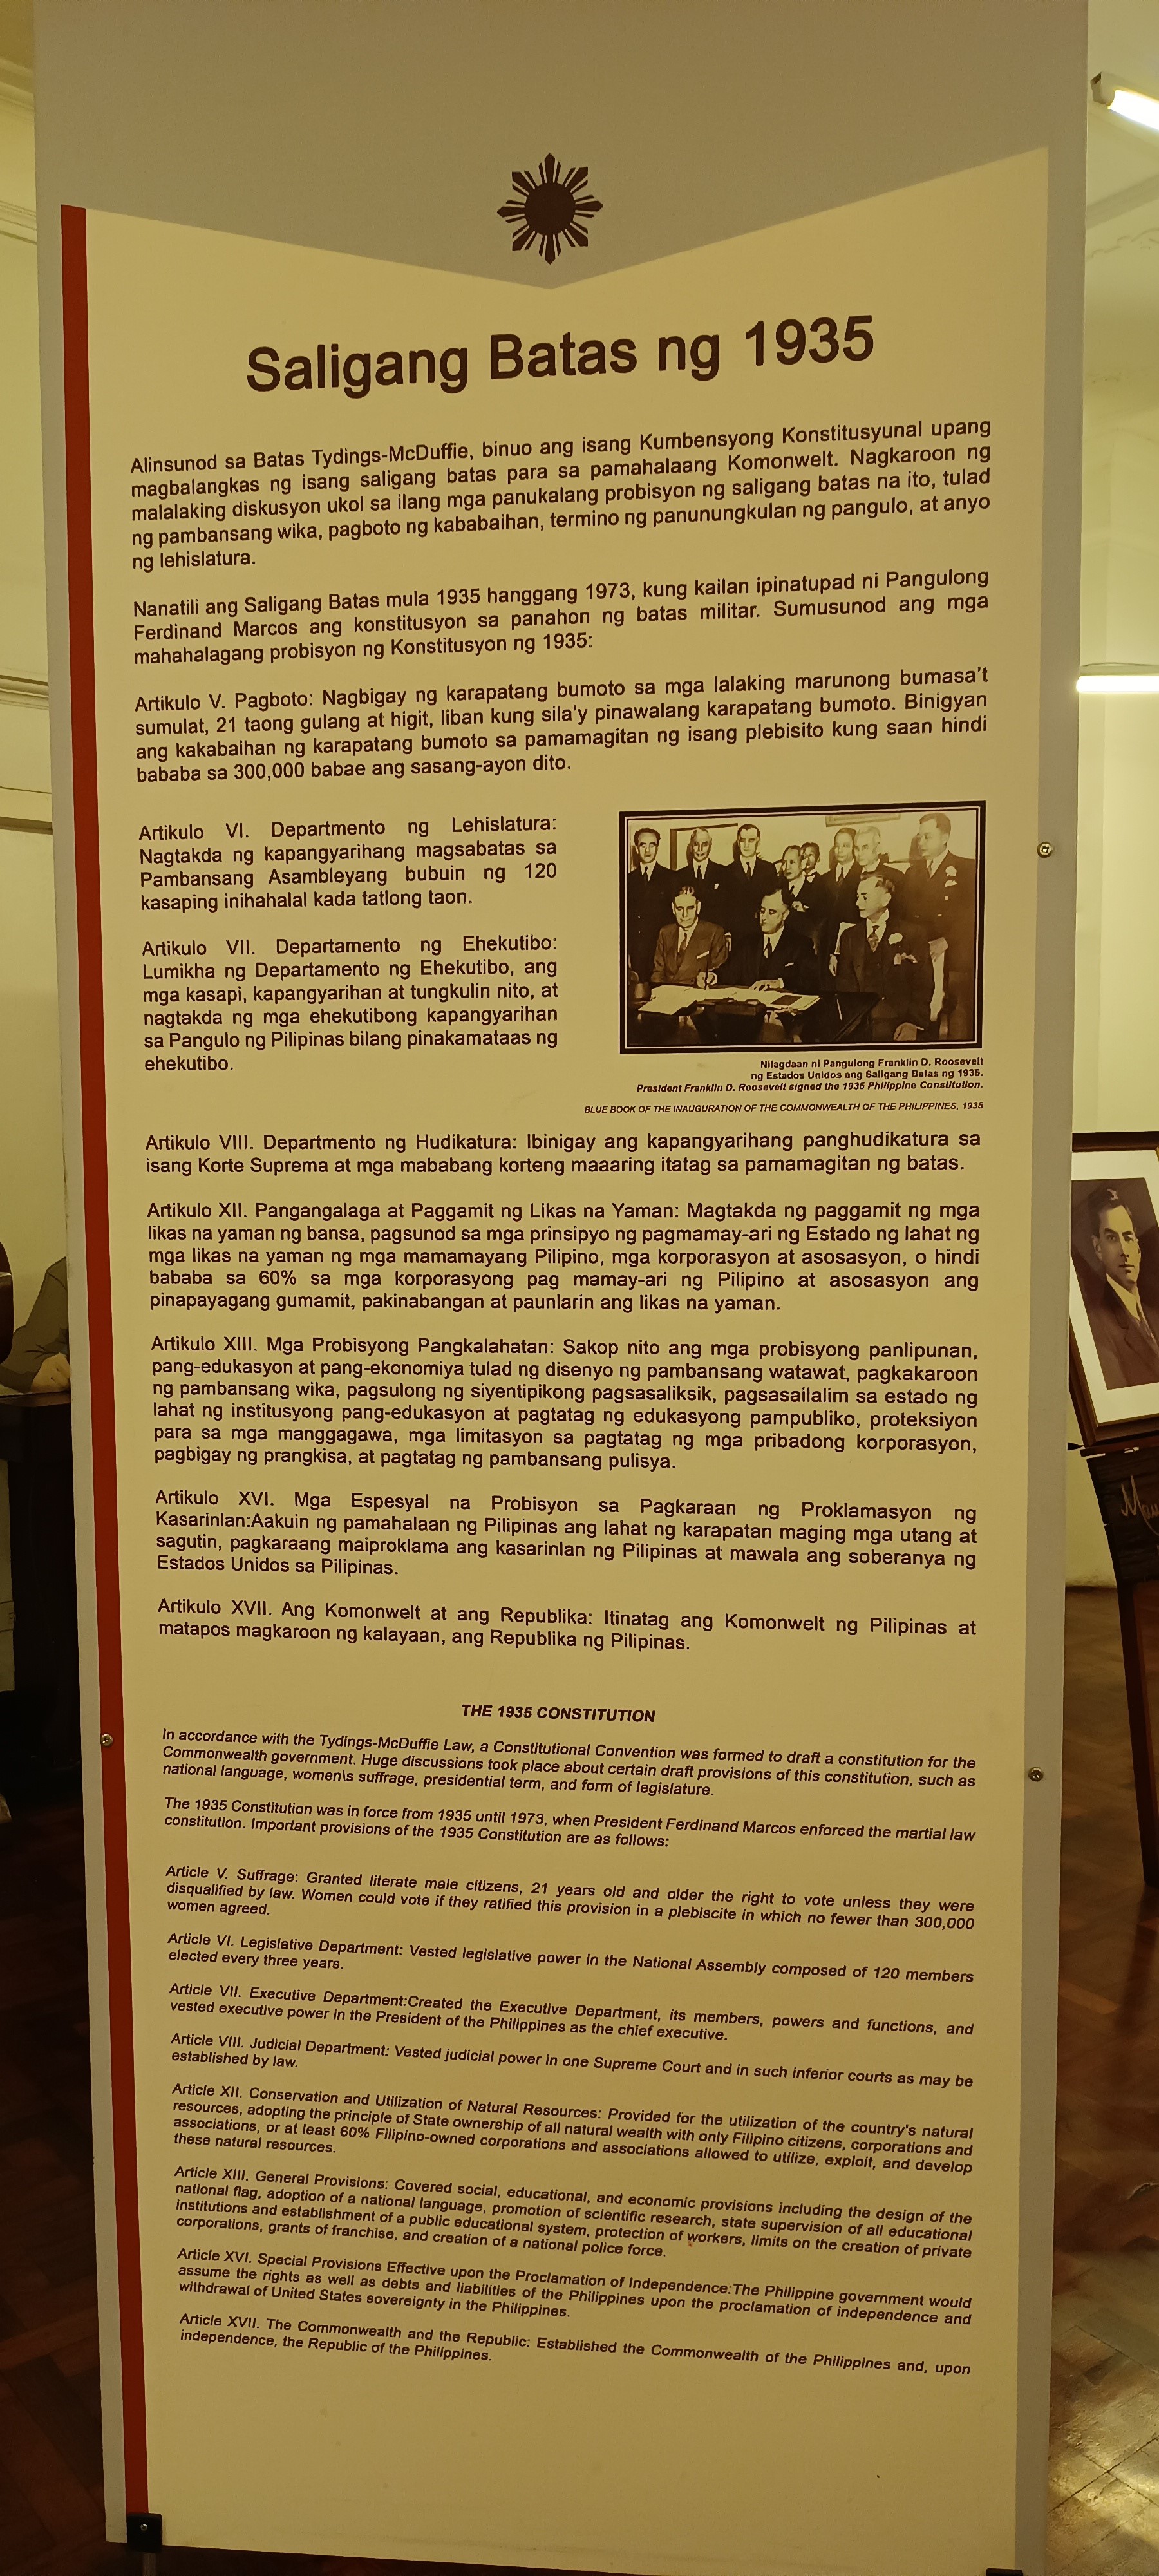 Saligang Batas ng 1935
Alinsunod sa Batas Tydings-McDuffie, binuo ang isang Kumbensyong Konstitusyunal upang
magbalangkas ng isang saligang batas para sa pamahalaang Komonwelt. Nagkaroon ng
malalaking diskusyon ukol sa ilang mga panukalang probisyon ng saligang batas na ito, tulad
ng pambansang wika, pagboto ng kababaihan, termino ng panunungkulan ng pangulo, at anyo
ng lehislatura.
Nanatili ang Saligang Batas mula 1935 hanggang 1973, kung kailan ipinatupad ni Pangulong
Ferdinand Marcos ang konstitusyon sa panahon ng batas militar. Sumusunod ang mga
mahahalagang probisyon ng Konstitusyon ng 1935:
Artikulo V. Pagboto: Nagbigay ng karapatang bumoto sa mga lalaking marunong bumasa't
sumulat, 21 taong gulang at higit, liban kung sila'y pinawalang karapatang bumoto. Binigyan
ang kakabaihan ng karapatang bumoto sa pamamagitan ng isang plebisito kung saan hindi
bababa sa 300,000 babae ang sasang-ayon dito.
Artikulo VI. Departmento ng Lehislatura:
Nagtakda ng kapangyarihang magsabatas sa
Pambansang Asambleyang bubuin ng 120
kasaping inihahalal kada tatlong taon.
Artikulo VII. Departamento ng Ehekutibo:
Lumikha ng Departamento ng Ehekutibo, ang
mga kasapi, kapangyarihan at tungkulin nito, at
nagtakda ng mga ehekutibong kapangyarihan
sa Pangulo ng Pilipinas bilang pinakamataas ng
ehekutibo.
Nilagdaan ni Pangulong Franklin D. Roosevelt
ng Estados Unidos ang Saligang Batas ng 1935.
President Franklin D. Roosevelt signed the 1935 Philippine Constitution.
BLUE BOOK OF THE INAUGURATION OF THE COMMONWEALTH OF THE PHILIPPINES, 1935
Artikulo VIII. Departmento ng Hudikatura: Ibinigay ang kapangyarihang panghudikatura sa
isang Korte Suprema at mga mababang korteng maaaring itatag sa pamamagitan ng batas.
Artikulo XII. Pangangalaga at Paggamit ng Likas na Yaman: Magtakda ng paggamit ng mga
likas na yaman ng bansa, pagsunod sa mga prinsipyo ng pagmamay-ari ng Estado ng lahat ng
mga likas na yaman ng mga mamamayang Pilipino, mga korporasyon at asosasyon, o hindi
bababa sa 60% sa mga korporasyong pag mamay-ari ng Pilipino at asosasyon ang
pinapayagang gumamit, pakinabangan at paunlarin ang likas na yaman.
Artikulo XIII. Mga Probisyong Pangkalahatan: Sakop nito ang mga probisyong panlipunan,
pang-edukasyon at pang-ekonomiya tulad ng disenyo ng pambansang watawat, pagkakaroon
ng pambansang wika, pagsulong ng siyentipikong pagsasaliksik, pagsasailalim sa estado ng
lahat ng institusyong pang-edukasyon at pagtatag ng edukasyong pampubliko, proteksiyon
para sa mga manggagawa, mga limitasyon sa pagtatag ng mga pribadong korporasyon,
pagbigay ng prangkisa, at pagtatag ng pambansang pulisya.
Artikulo XVI. Mga Espesyal na Probisyon sa Pagkaraan ng Proklamasyon ng
Kasarinlan:Aakuin ng pamahalaan ng Pilipinas ang lahat ng karapatan maging mga utang at
sagutin, pagkaraang maiproklama ang kasarinlan ng Pilipinas at mawala ang soberanya ng
Estados Unidos sa Pilipinas.
Artikulo XVII. Ang Komonwelt at ang Republika: Itinatag ang Komonwelt ng Pilipinas at
matapos magkaroon ng kalayaan, ang Republika ng Pilipinas.
THE 1935 CONSTITUTION
In accordance with the Tydings-McDuffie Law, a Constitutional Convention was formed to draft a constitution for the
Commonwealth government. Huge discussions took place about certain draft provisions of this constitution, such as
national language, women\s suffrage, presidential term, and form of legislature.
The 1935 Constitution was in force from 1935 until 1973, when President Ferdinand Marcos enforced the martial law
constitution. Important provisions of the 1935 Constitution are as follows:
Article V. Suffrage: Granted literate male citizens, 21 years old and older the right to vote unless they were
disqualified by law. Women could vote if they ratified this provision in a plebiscite in which no fewer than 300,000
women agreed.
Article VI. Legislative Department: Vested legislative power in the National Assembly composed of 120 members
elected every three years.
Article VII. Executive Department:Created the Executive Department, its members, powers and functions, and
vested executive power in the President of the Philippines as the chief executive.
Article VIII. Judicial Department: Vested judicial power in one Supreme Court and in such inferior courts as may be
established by law.
Article XII. Conservation and Utilization of Natural Resources: Provided for the utilization of the country's natural
resources, adopting the principle of State ownership of all natural wealth with only Filipino citizens, corporations and
associations, or at least 60% Filipino-owned corporations and associations allowed to utilize, exploit, and develop
these natural resources.
Article XIII. General Provisions: Covered social, educational, and economic provisions including the design of the
national flag, adoption of a national language, promotion of scientific research, state supervision of all educational
institutions and establishment of a public educational system, protection of workers, limits on the creation of private
corporations, grants of franchise, and creation of a national police force.
Article XVI. Special Provisions Effective upon the Proclamation of Independence:The Philippine government would
assume the rights as well as debts and liabilities of the Philippines upon the proclamation of independence and
withdrawal of United States sovereignty in the Philippines.
Article XVII. The Commonwealth and the Republic: Established the Commonwealth of the Philippines and, upon
independence, the Republic of the Philippines.